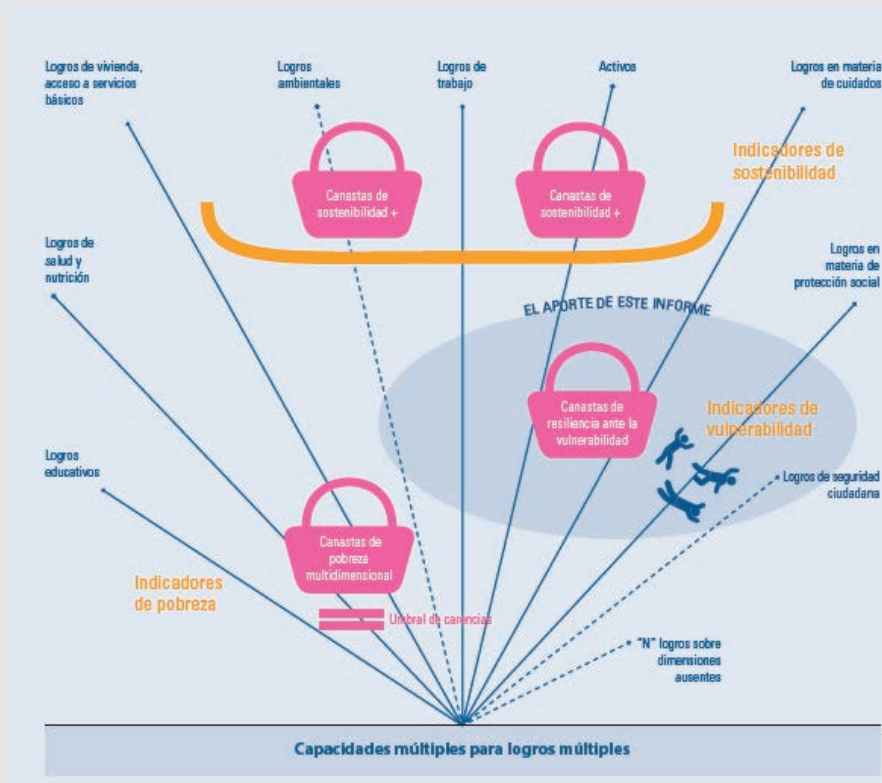 Logros de vivienda,
acceso a servicios
básicos
Logros
ambientales
Logros de
trabajo
Activos
Logros en materia
de cuidados
Indicadores de
sostenibilidad
Canastas de
sostenibilidad +
Canastas de
sostenibilidad +
Logros de
salud y
nutrición
Logros en
materia de
protección social
EL APORTE DE ESTE INFORME
Canastas de
resiliencia ante la
vulnerabilidad
Indicadores de
vulnerabilidad
Logros
educativos
Logros de seguridad
ciudadana
Canastas de
pobreza
multidimensional
Indicadores
de pobreza
Umbral de carencias
"N" logros sobre
dimensiones
ausentes
Capacidades múltiples para logros múltiples